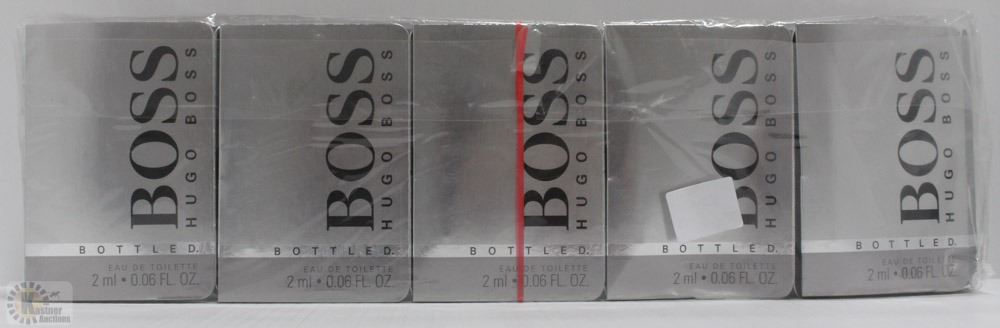 BOSS
HUGO BOSS
BOTTLED.
EAU DE TOILETTE
2 ml • 0.06 FL. OZ.
BOSS
HUGO BOSS
BOTTLED.
EAU DE TOILETTE
2 ml • 0.06 FL. OZ.
BOSS
HUGO BOSS
BOTTLED.
EAU DE TOILETTE
2 ml • 0.06 FL. OZ.
BOSS
HUGO BOSS
BOTTLED.
EAU DE TOILETTE
2 ml • 0.06 FL. OZ.
BOSS
HUGO BOSS
BOTTLED.
EAU DE TOILETTE
2 ml • 0.06 FL. OZ.
Kastner
Auctions